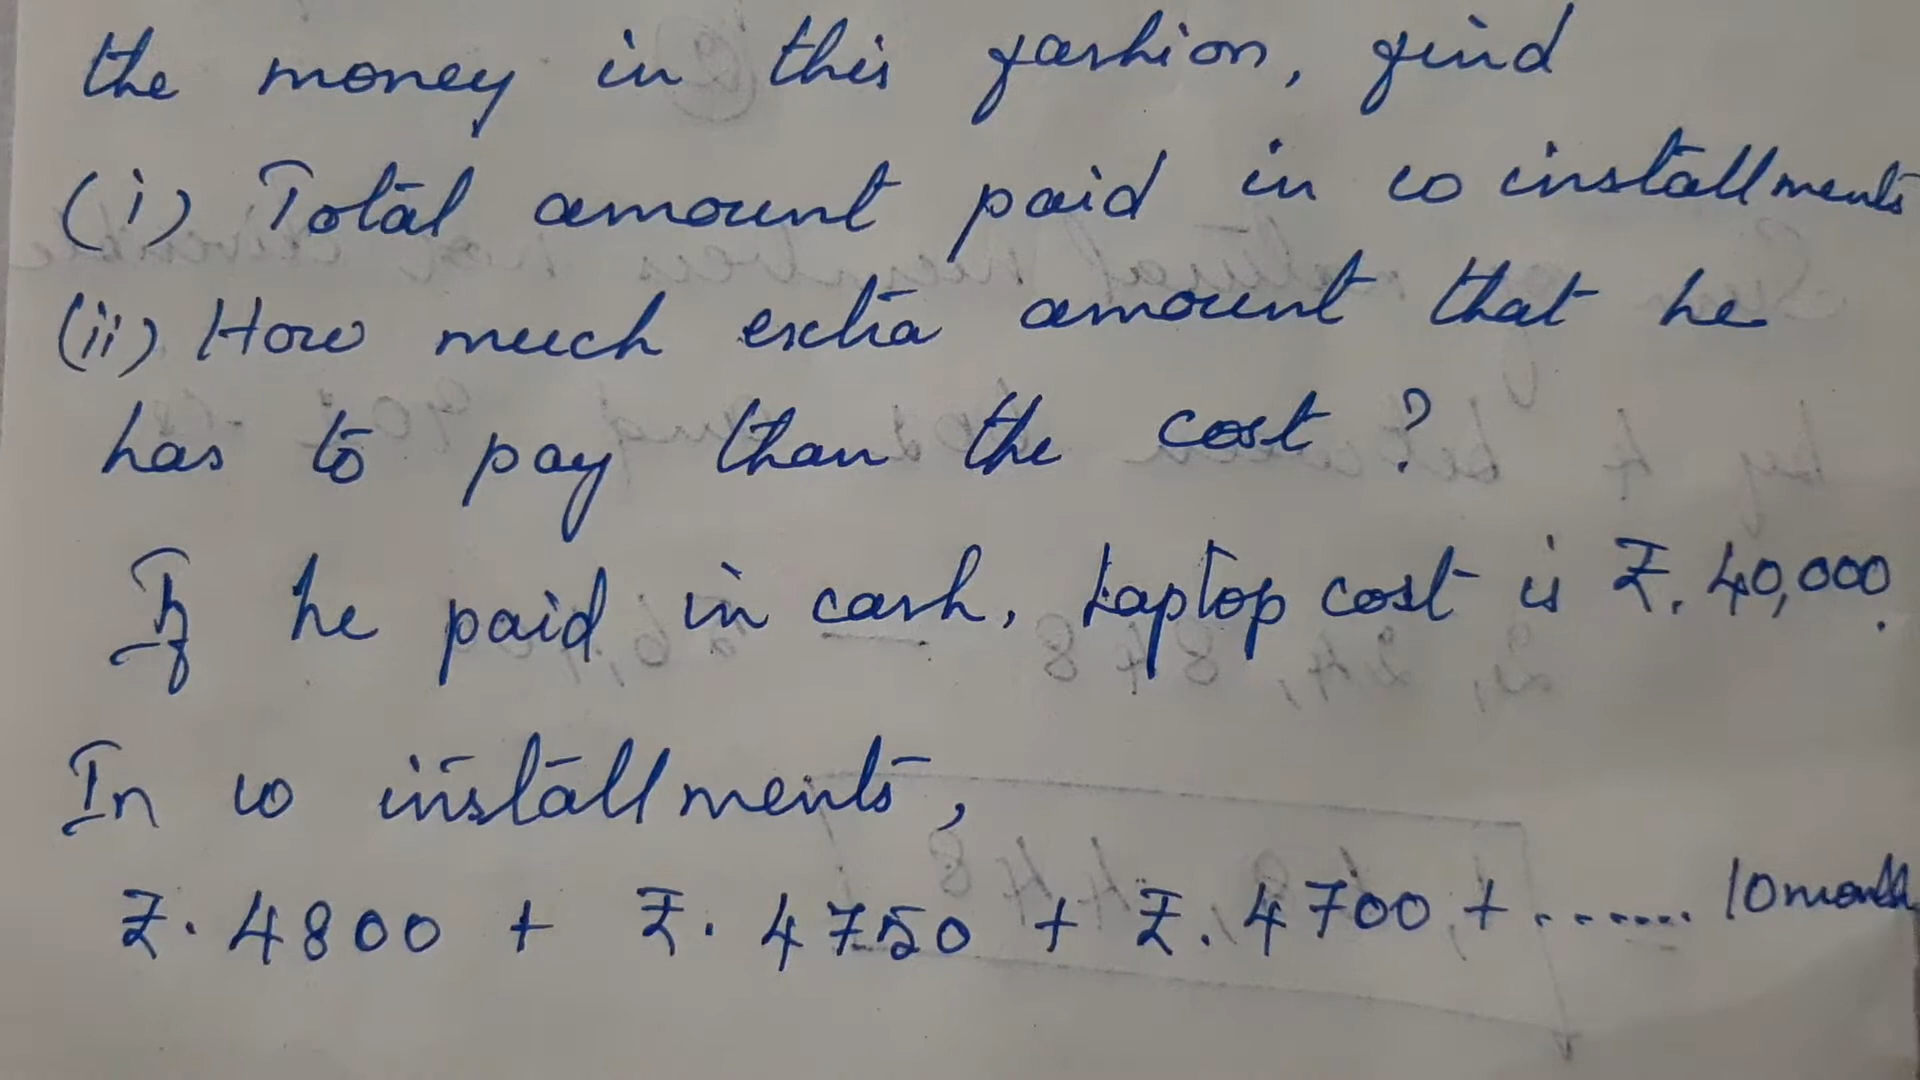 the money in this fashion, find
(i) Total amount paid in 10 installments
(ii) How much extra amount that he
has to pay than the cost ?
If he paid in cash, Laptop cost is ₹. 40,000.
In 10 installments,
₹. 4800 + ₹. 4750 + ₹. 4700 + ....... 10 month